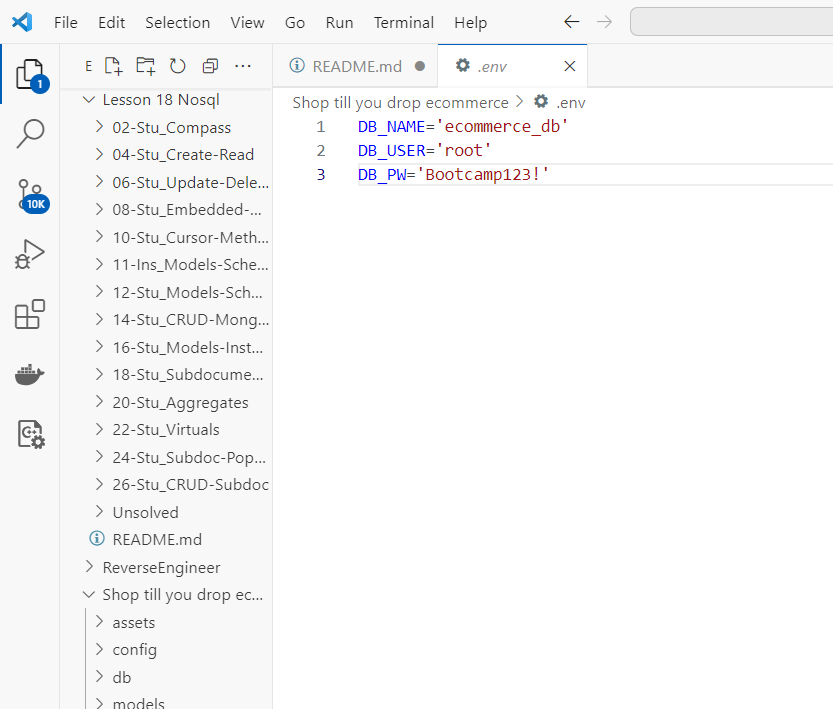 File Edit Selection View Go Run Terminal Help
E
README.md
.env
1
10K
Lesson 18 Nosql
02-Stu_Compass
04-Stu_Create-Read
06-Stu_Update-Dele...
08-Stu_Embedded-...
10-Stu_Cursor-Meth...
11-Ins_Models-Sche...
12-Stu_Models-Sch...
14-Stu_CRUD-Mong...
16-Stu_Models-Inst...
18-Stu_Subdocume...
20-Stu_Aggregates
22-Stu_Virtuals
24-Stu_Subdoc-Pop...
26-Stu_CRUD-Subdoc
Unsolved
README.md
ReverseEngineer
Shop till you drop ec...
assets
config
db
models
Shop till you drop ecommerce > .env
1 DB_NAME='ecommerce_db'
2 DB_USER='root'
3 DB_PW='Bootcamp123!'